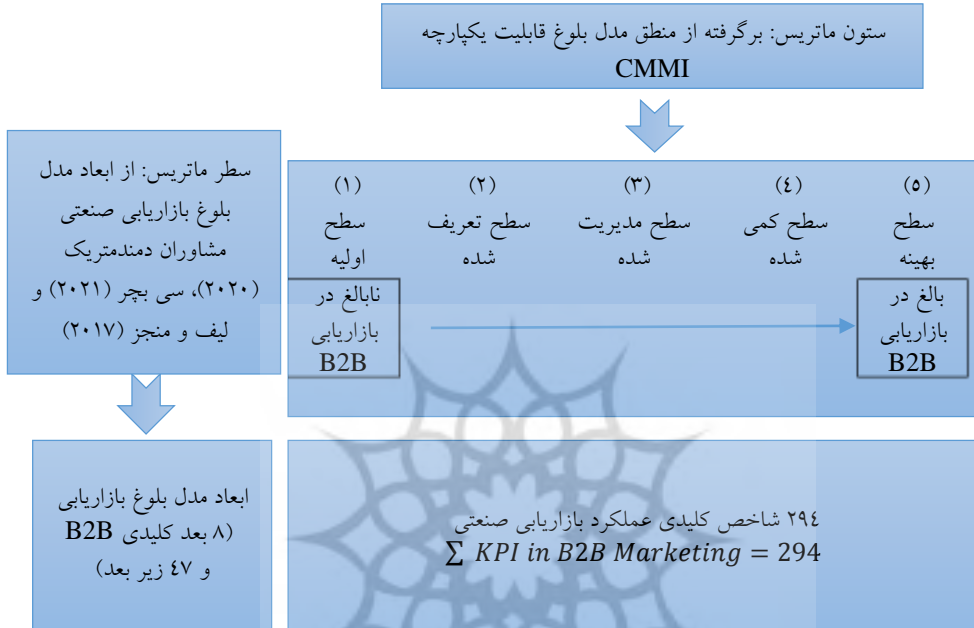 ستون ماتریس: برگرفته از منطق مدل بلوغ قابلیت یکپارچه
CMMI
سطر ماتریس: از ابعاد مدل
بلوغ بازاریابی صنعتی
مشاوران دمندمتریک
(۲۰۲۰)، سی بچر (۲۰۲۱) و
لیف و منجز (۲۰۱۷)
(۱)
سطح
اولیه
نابالغ در
بازاریابی
B2B
(۲)
سطح تعریف
شده
(۳)
سطح مدیریت
شده
(٤)
سطح کمی
شده
(٥)
سطح
بهینه
بالغ در
بازاریابی
B2B
ابعاد مدل بلوغ بازاریابی
B2B (۸ بعد کلیدی
و ٤۷ زیر بعد)
۲۹٤ شاخص کلیدی عملکرد بازاریابی صنعتی
∑ KPI in B2B Marketing = 294